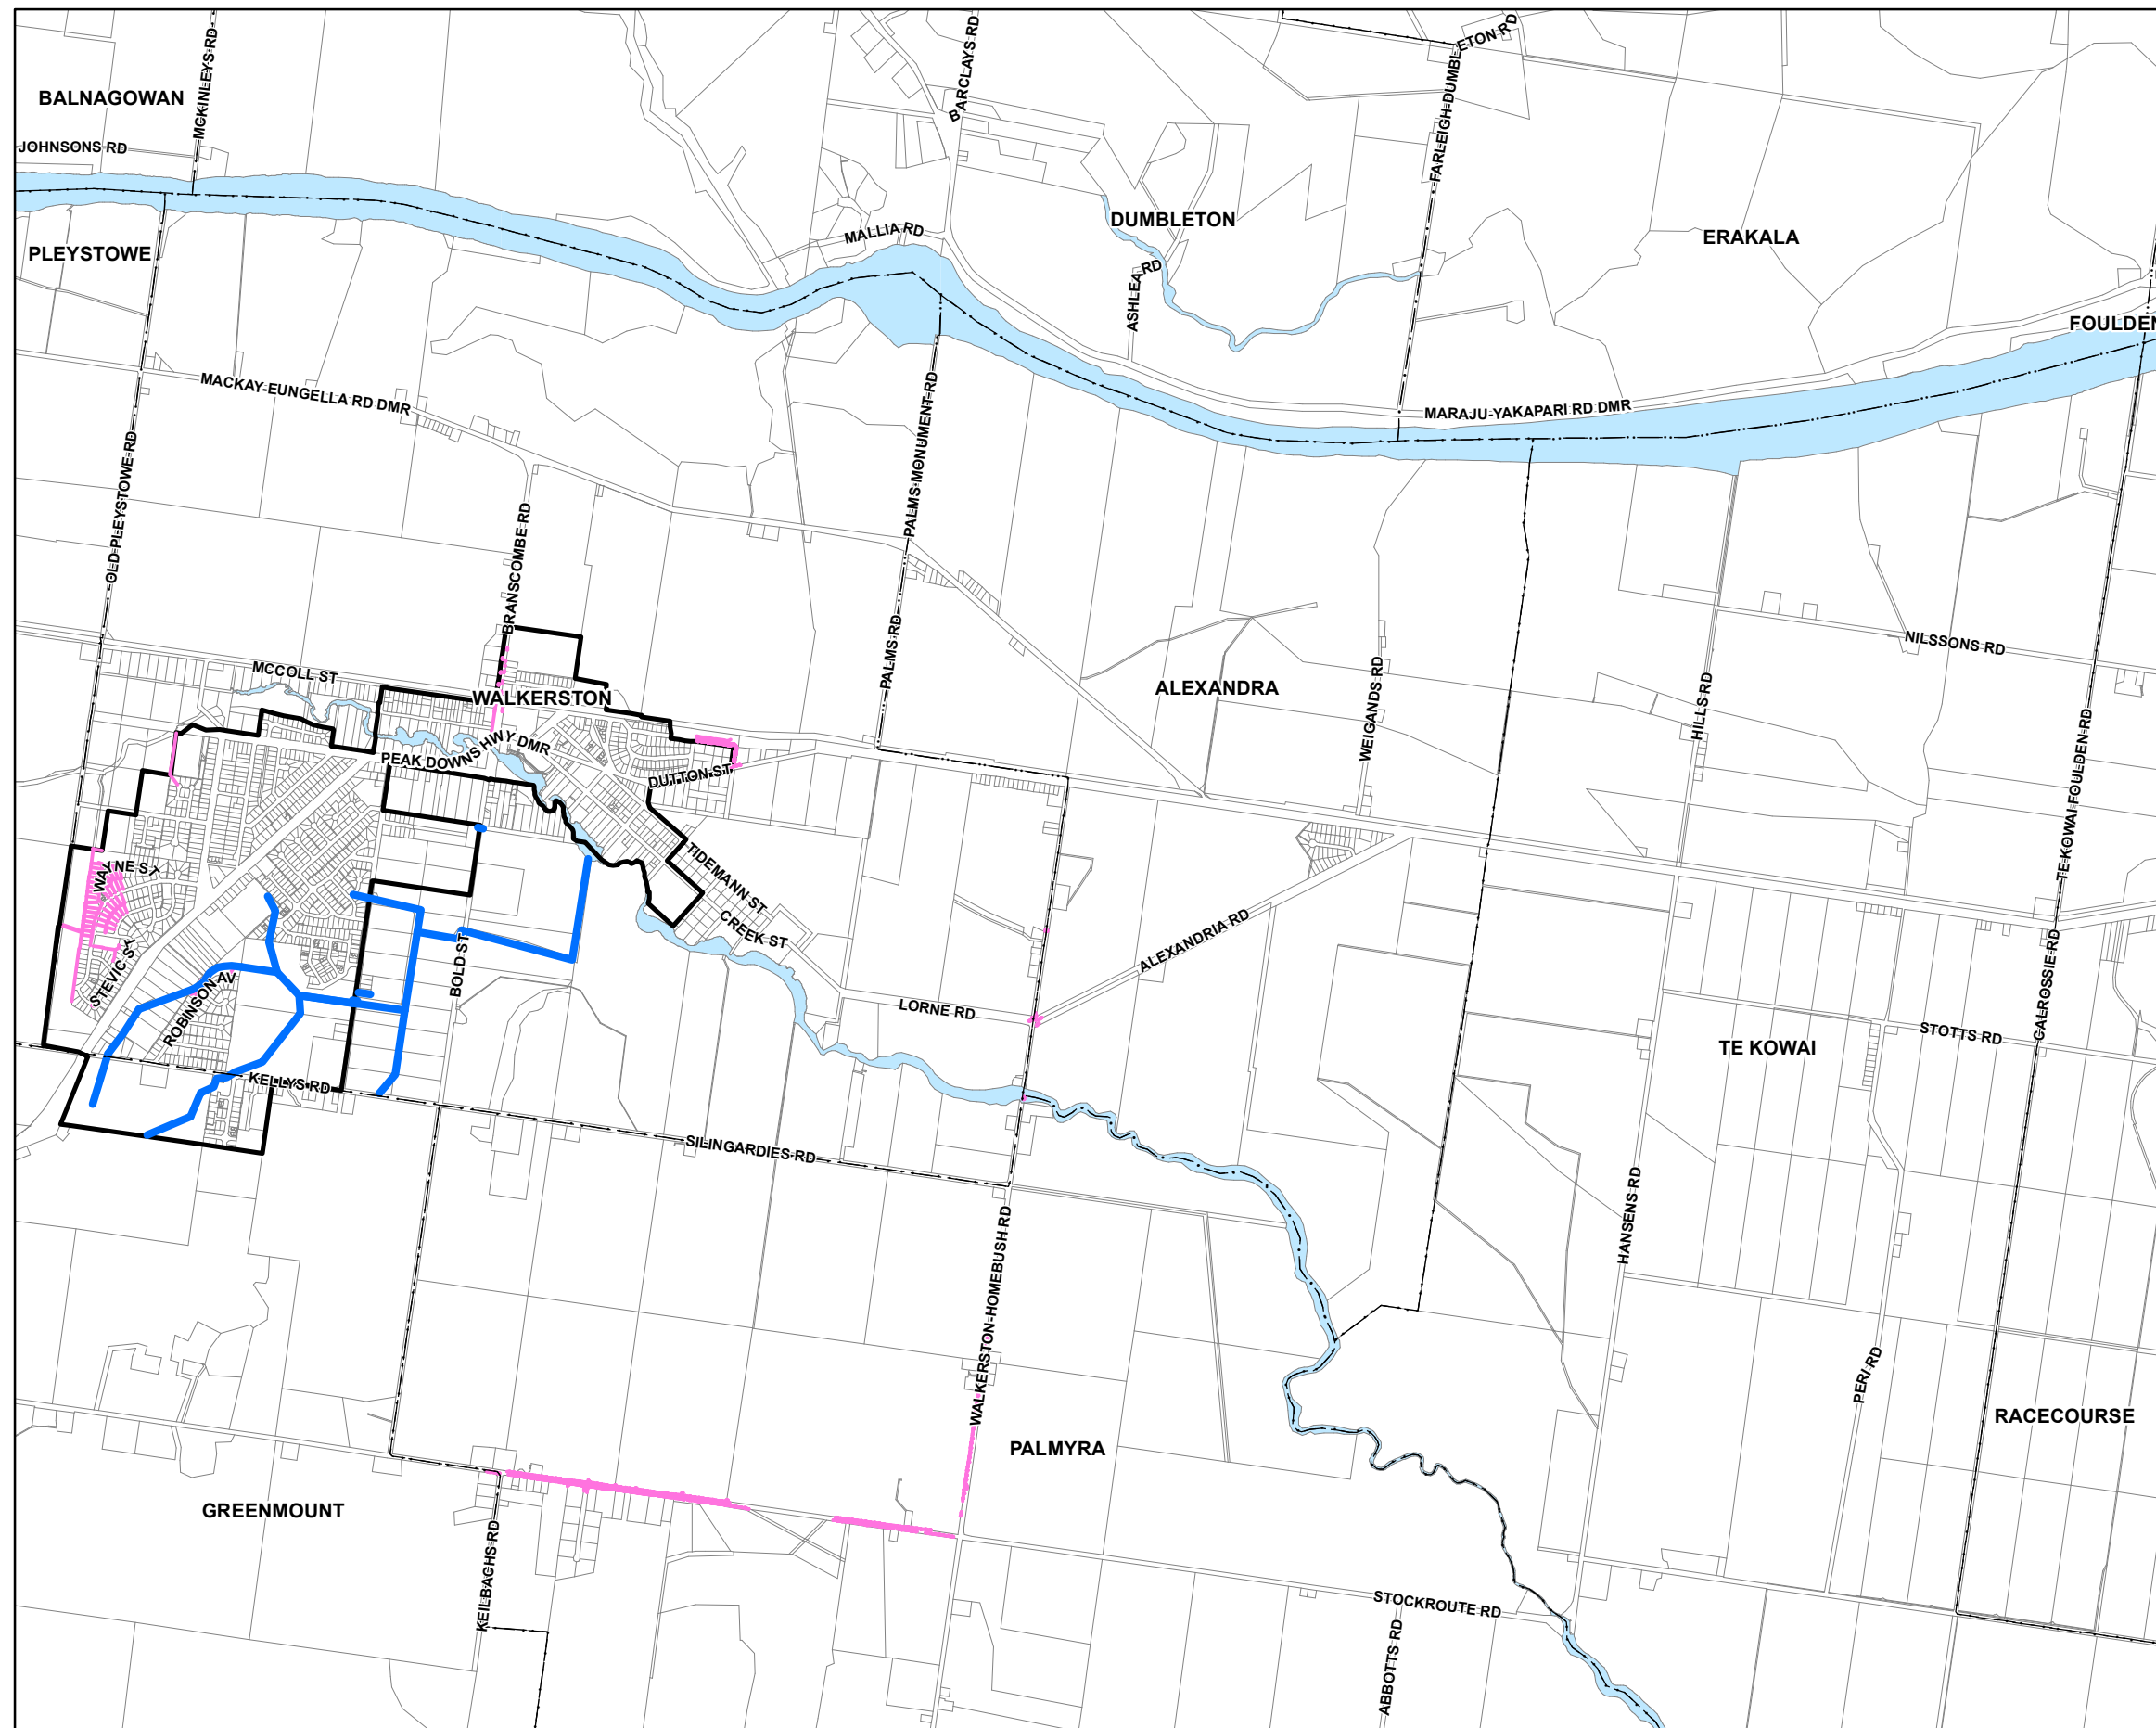 MCKINLEYS RD
BARCLAYS RD
FARLEIGH-DUMBLETON RD
BALNAGOWAN
JOHNSONS RD
DUMBLETON
MALLIA RD
ERAKALA
PLEYSTOWE
ASHLEA RD
FOULDEN
MACKAY-EUNGELLA RD DMR
MARAJU-YAKAPARI RD DMR
PALMS-MONUMENT-RD
OLD-PLEYSTOWE-RD
BRANSCOMBE RD
NILSSONS RD
MCCOLL ST
PALMS-RD
WALKERSTON
ALEXANDRA
WEIGANDS RD
HILLS RD
TE-KOWAI-FOULDEN-RD
PEAK DOWNS HWY DMR
DUTTON ST
WAYNE ST
TIDEMANN ST
CREEK ST
ALEXANDRIA RD
STEVIC ST
ROBINSON AV
BOLD ST
LORNE RD
CALROSSIE-RD
STOTTS RD
TE KOWAI
KELLYS RD
SILINGARDIES-RD
HANSENS RD
WALKERSTON-HOMEBUSH-RD
PERI RD
RACECOURSE
PALMYRA
GREENMOUNT
KEILBACHS-RD
STOCKROUTE RD
ABBOTTS RD